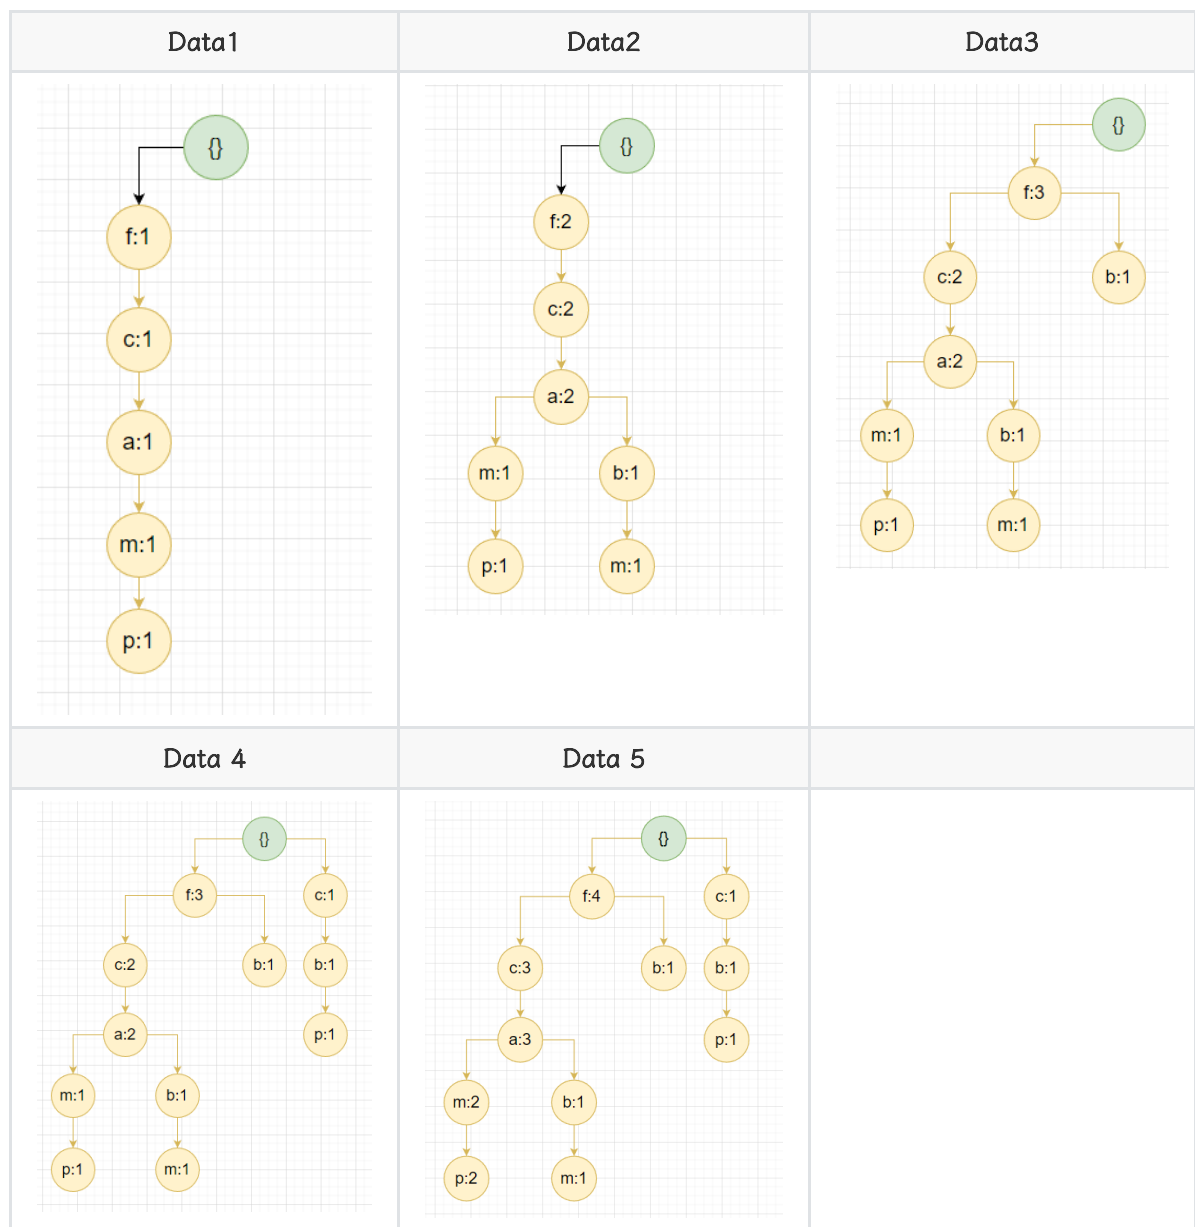 Data1
Data2
Data3
{}
f:1
c:1
a:1
m:1
p:1
{}
f:2
c:2
a:2
m:1 b:1
p:1 m:1
{}
f:3
c:2 b:1
a:2
m:1 b:1
p:1 m:1
Data 4
Data 5
{}
f:3 c:1
c:2 b:1 b:1
a:2 p:1
m:1 b:1
p:1 m:1
{}
f:4 c:1
c:3 b:1 b:1
a:3 p:1
m:2 b:1
p:2 m:1